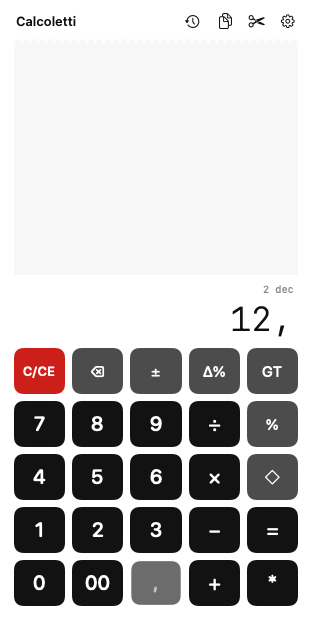 Calcoletti
2 dec
12,
C/CE ± Δ% GT
7 8 9 ÷ %
4 5 6 × ◇
1 2 3 − =
0 00 , + *